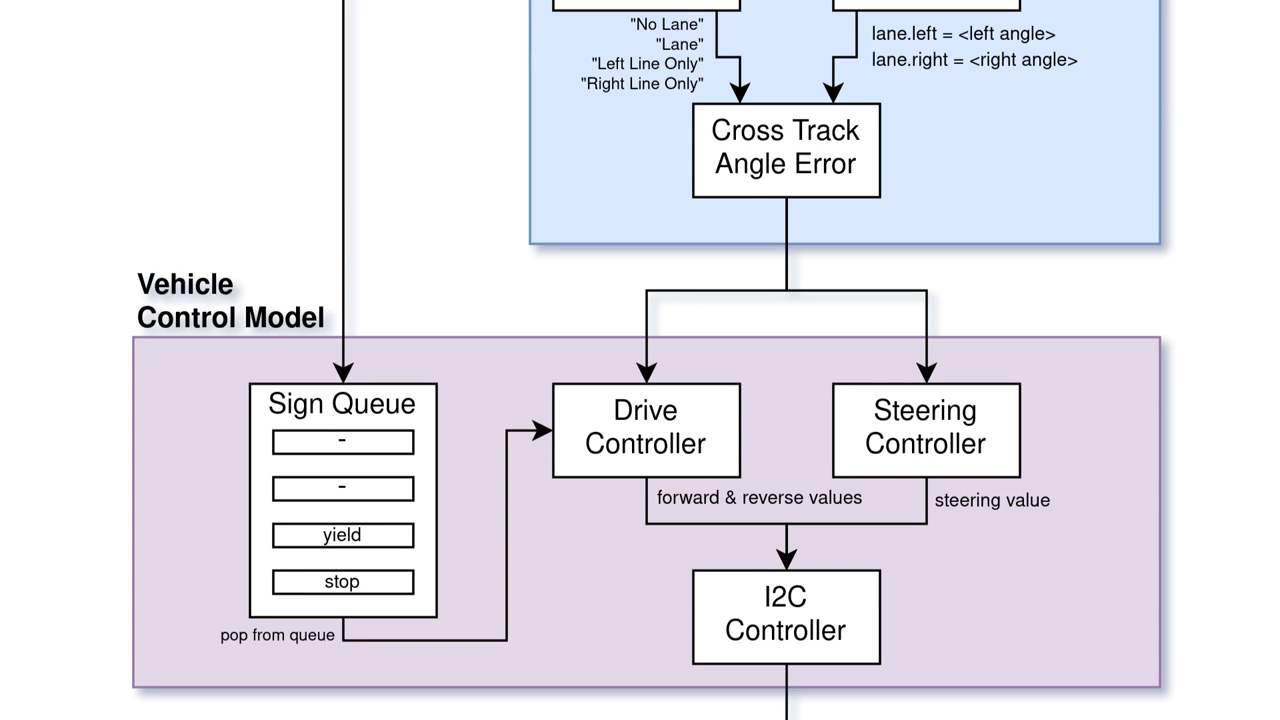 "No Lane"
"Lane"
"Left Line Only"
"Right Line Only"
lane.left = <left angle>
lane.right = <right angle>
Cross Track
Angle Error
Vehicle
Control Model
Sign Queue
-
-
yield
stop
pop from queue
Drive
Controller
Steering
Controller
forward & reverse values
steering value
I2C
Controller